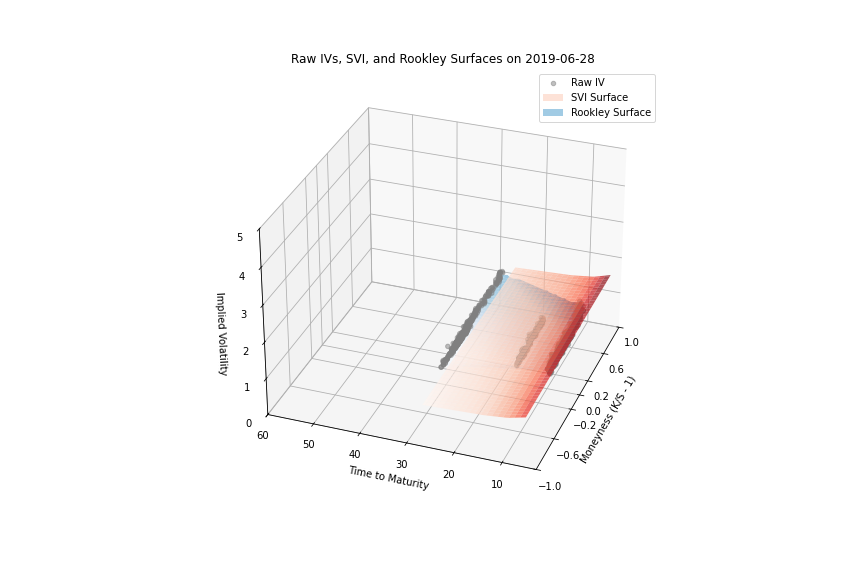 Raw IVs, SVI, and Rookley Surfaces on 2019-06-28
Raw IV
SVI Surface
Rookley Surface
5
4
3
2
1
0
Implied Volatility
60
50
40
30
20
10
Time to Maturity
1.0
0.6
0.2
0.0
−0.2
−0.6
−1.0
Moneyness (K/S - 1)